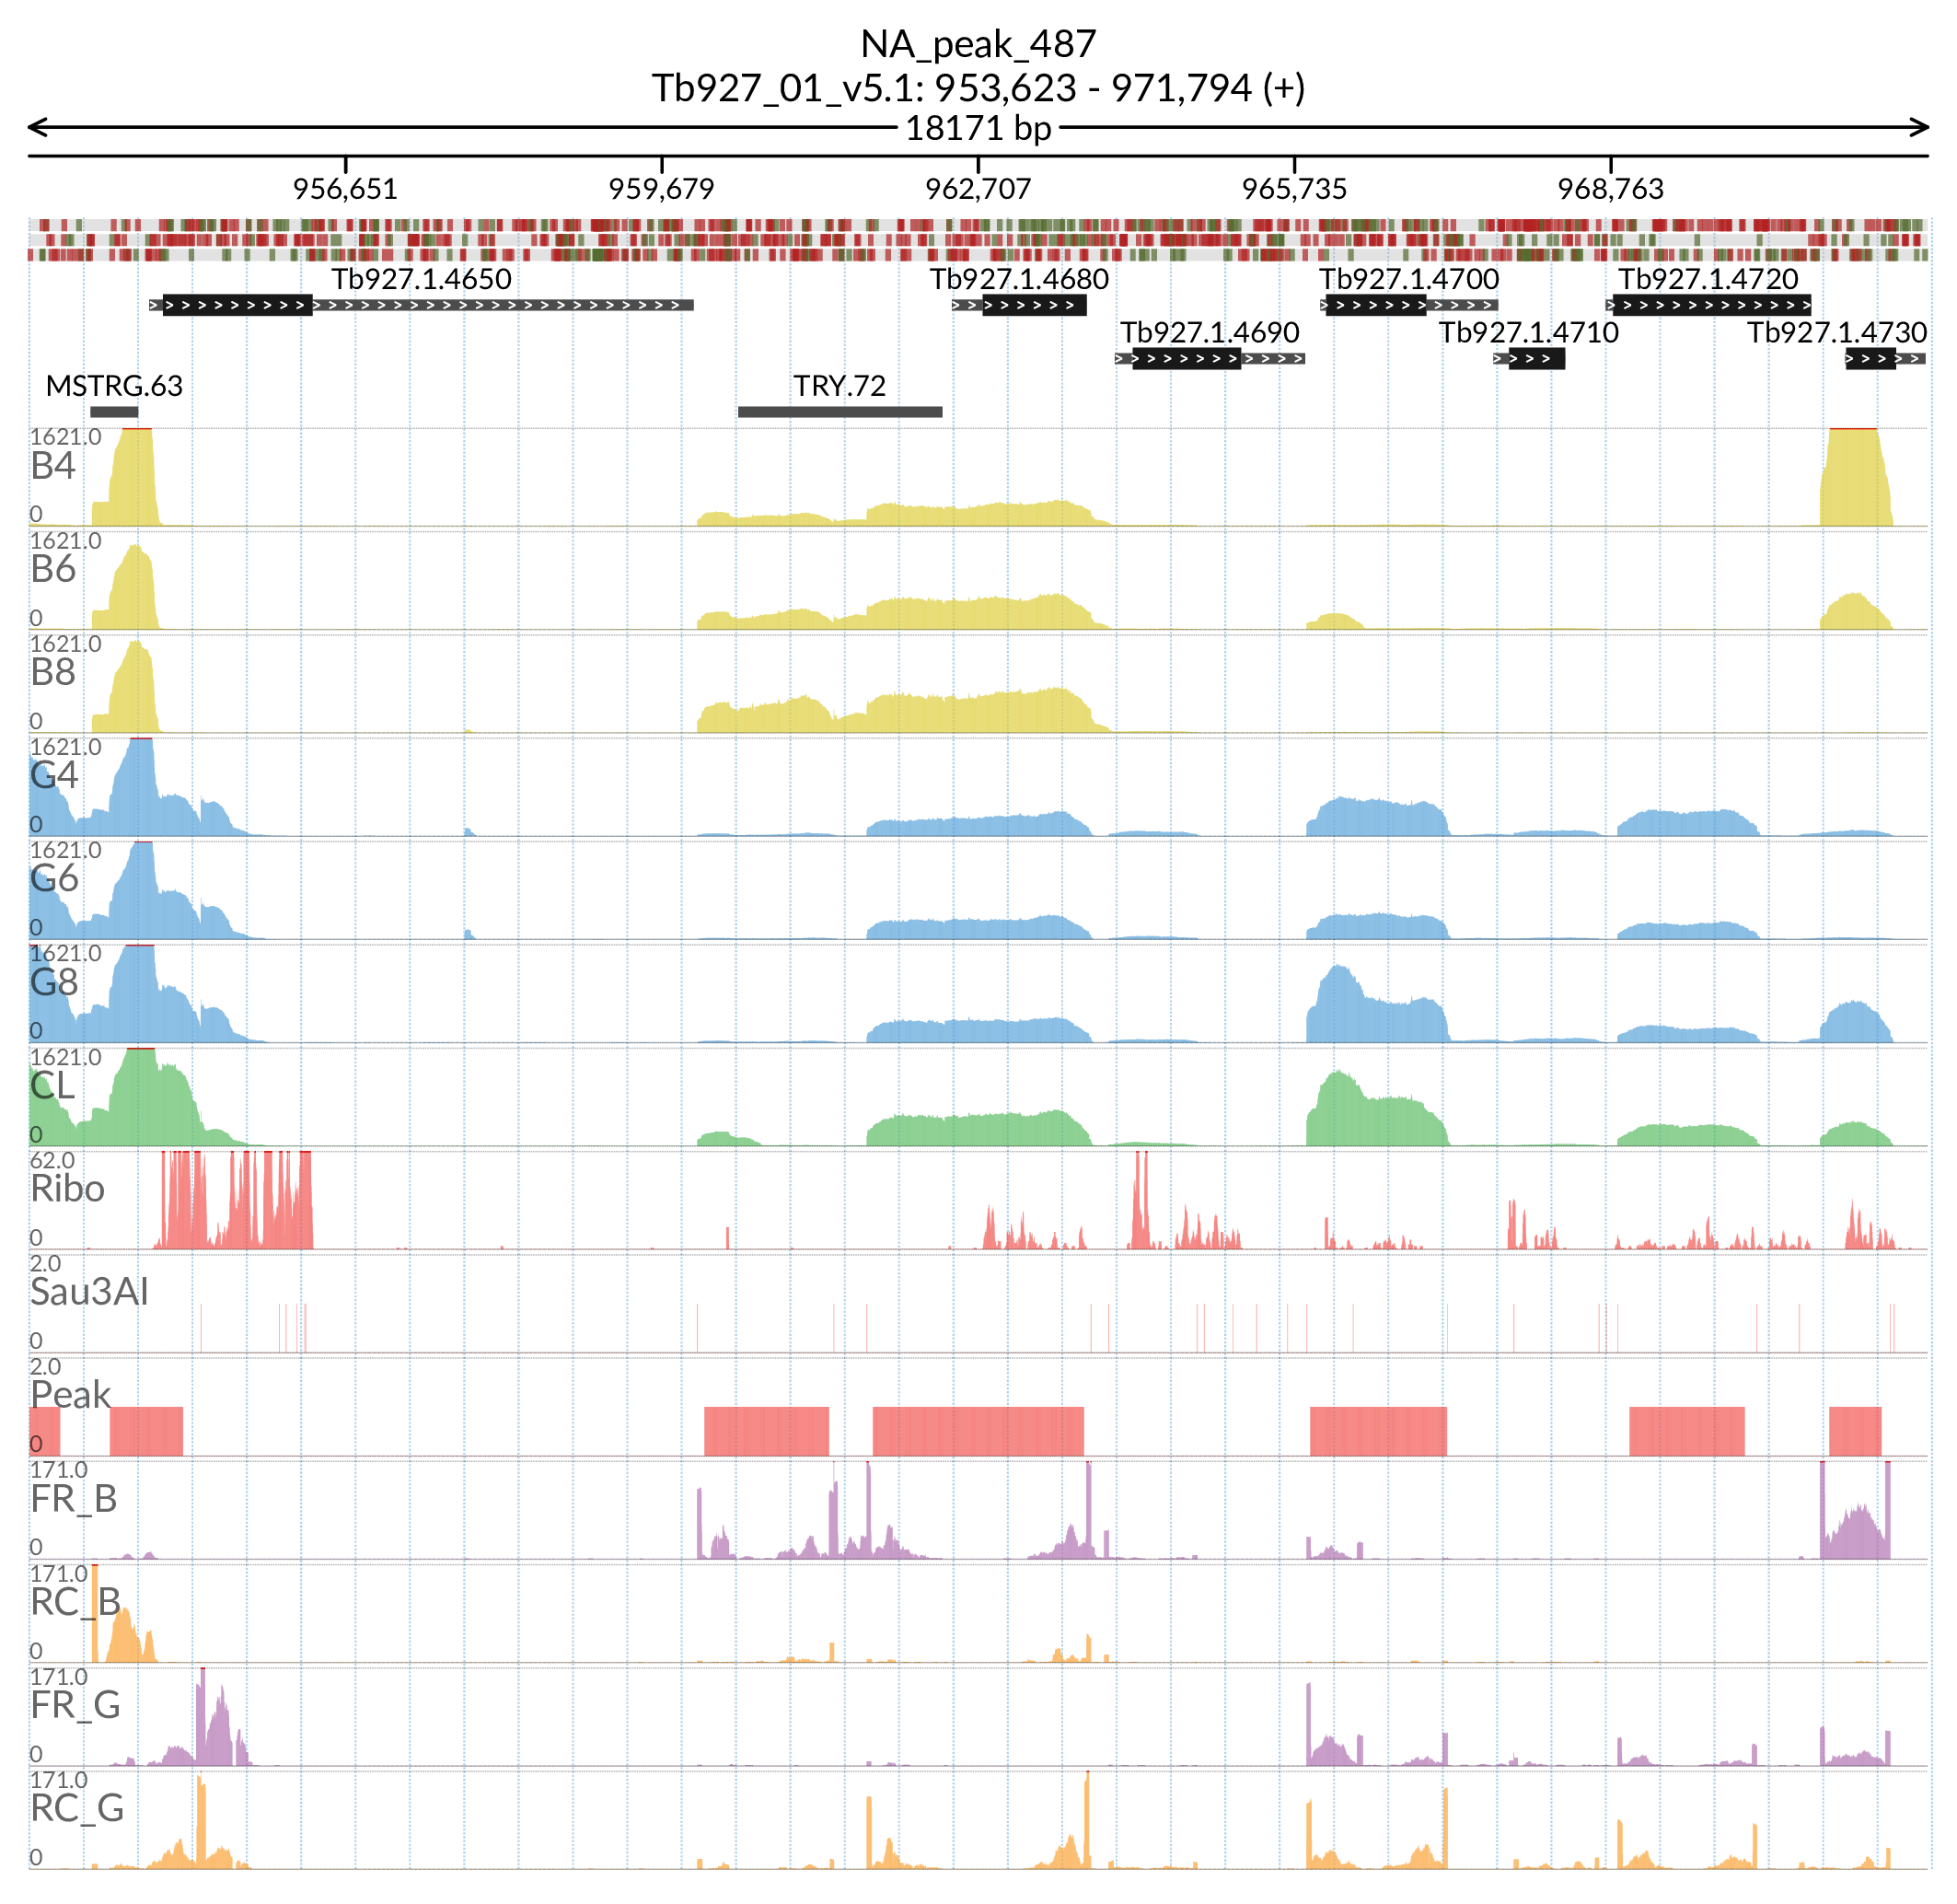 NA_peak_487
Tb927_01_v5.1: 953,623 - 971,794 (+)
18171 bp
956,651 959,679 962,707 965,735 968,763
Tb927.1.4650 Tb927.1.4680 Tb927.1.4700 Tb927.1.4720
Tb927.1.4690 Tb927.1.4710 Tb927.1.4730
MSTRG.63 TRY.72
1621.0
B4
0
1621.0
B6
0
1621.0
B8
0
1621.0
G4
0
1621.0
G6
0
1621.0
G8
0
1621.0
CL
0
62.0
Ribo
0
2.0
Sau3AI
0
2.0
Peak
0
171.0
FR_B
0
171.0
RC_B
0
171.0
FR_G
0
171.0
RC_G
0